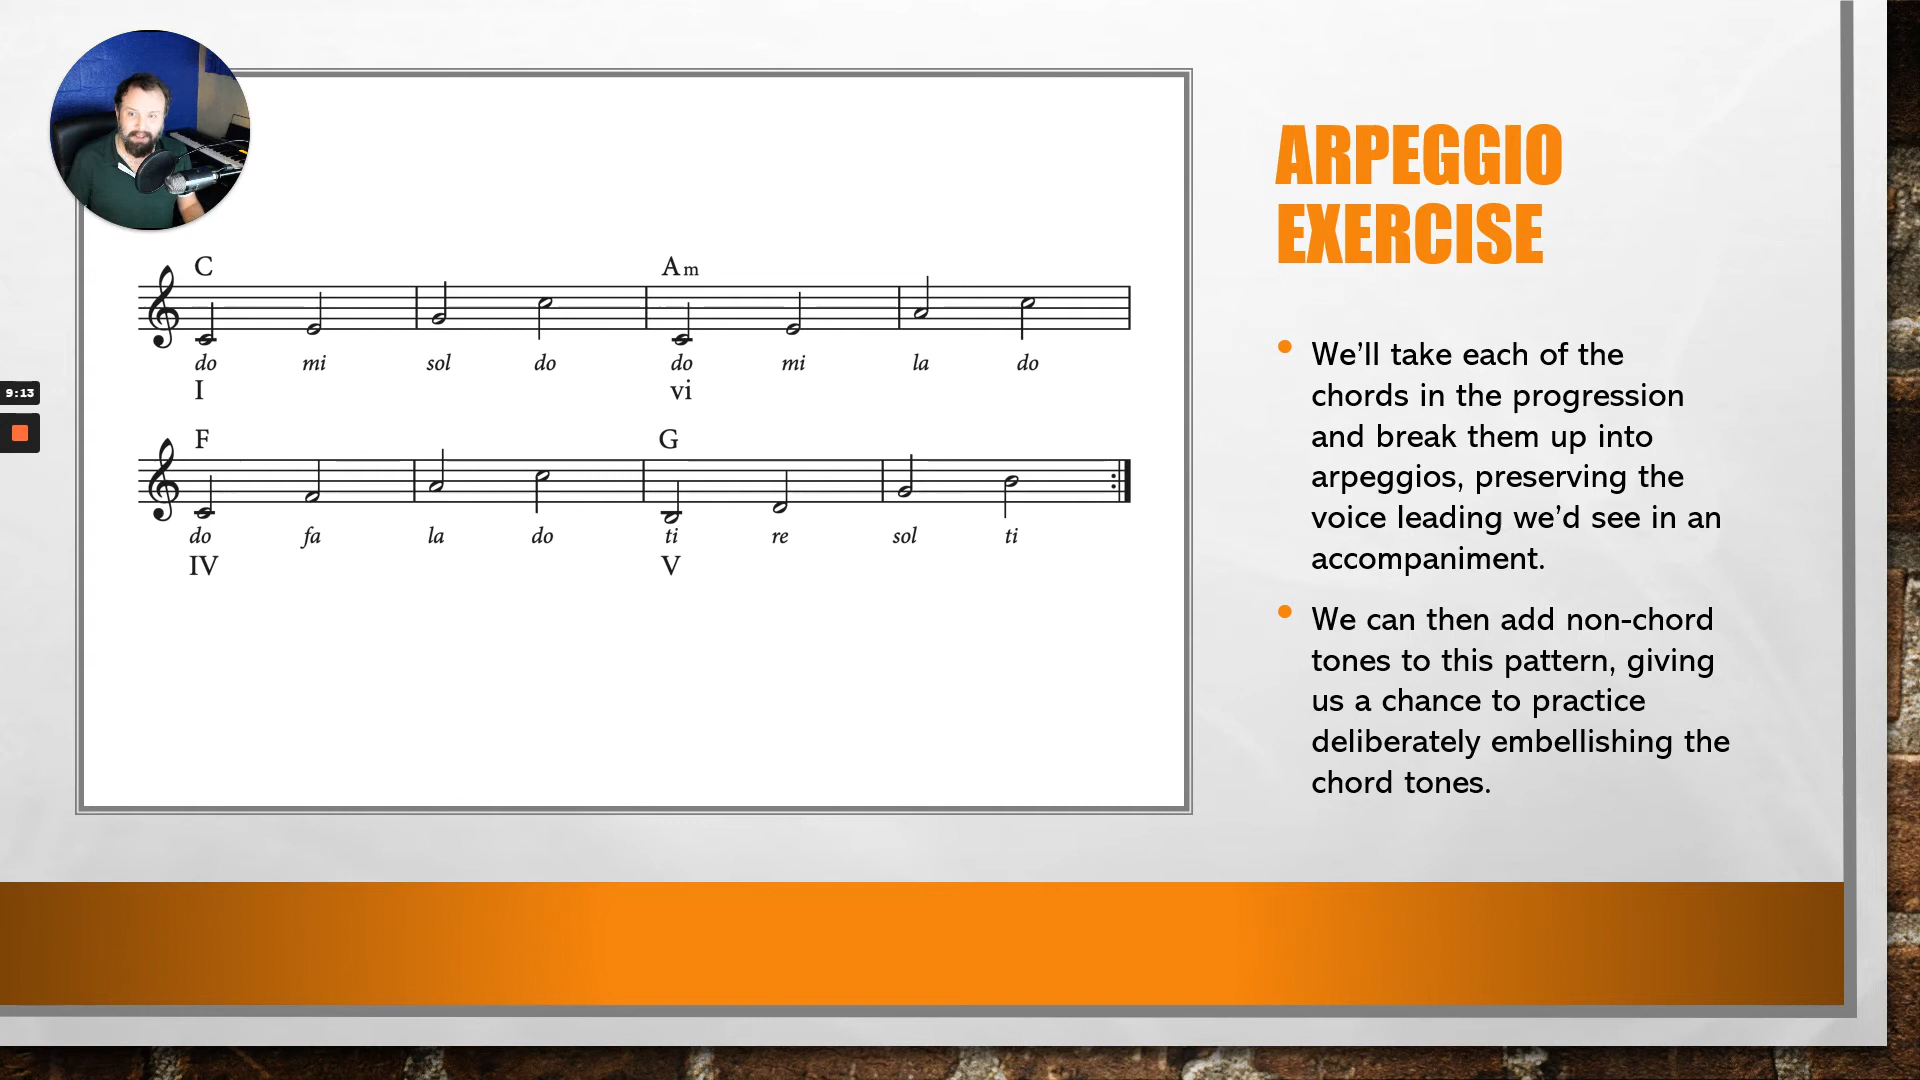 C Am
do mi sol do do mi la do
I vi
F G
do fa la do ti re sol ti
IV V
9:13
ARPEGGIO
EXERCISE
• We’ll take each of the
chords in the progression
and break them up into
arpeggios, preserving the
voice leading we’d see in an
accompaniment.
• We can then add non-chord
tones to this pattern, giving
us a chance to practice
deliberately embellishing the
chord tones.